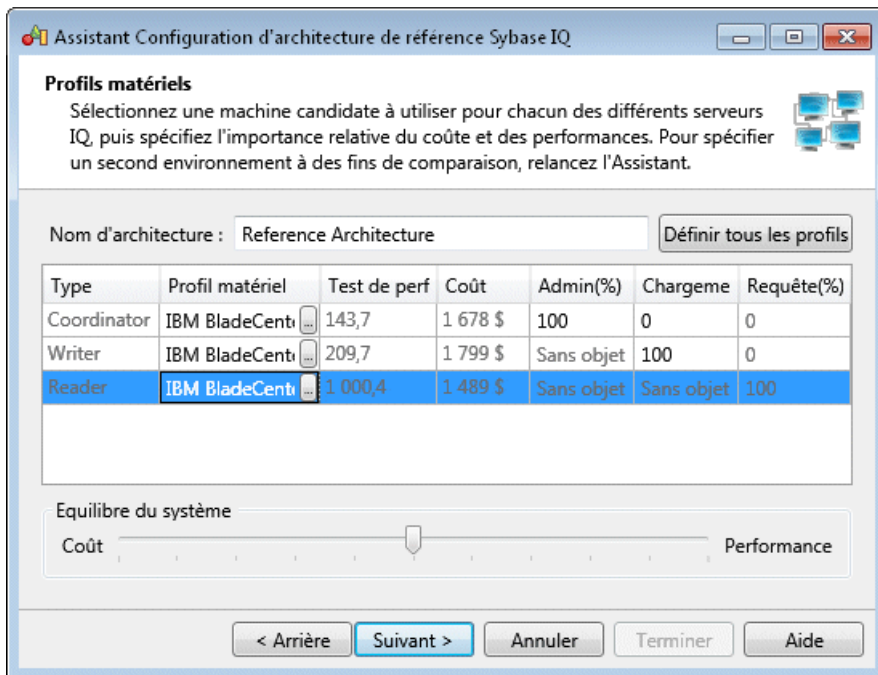 Assistant Configuration d'architecture de référence Sybase IQ
Profils matériels
Sélectionnez une machine candidate à utiliser pour chacun des différents serveurs
IQ, puis spécifiez l'importance relative du coûte et des performances. Pour spécifier
un second environnement à des fins de comparaison, relancez l'Assistant.
Nom d'architecture : Reference Architecture Définir tous les profils
Type Profil matériel Test de perf Coût Admin(%) Chargeme Requête(%)
Coordinator IBM BladeCente ... 143,7 1 678 $ 100 0 0
Writer IBM BladeCente ... 209,7 1 799 $ Sans objet 100 0
Reader IBM BladeCente ... 1 000,4 1 489 $ Sans objet Sans objet 100
Equilibre du système
Coût Performance
< Arrière Suivant > Annuler Terminer Aide